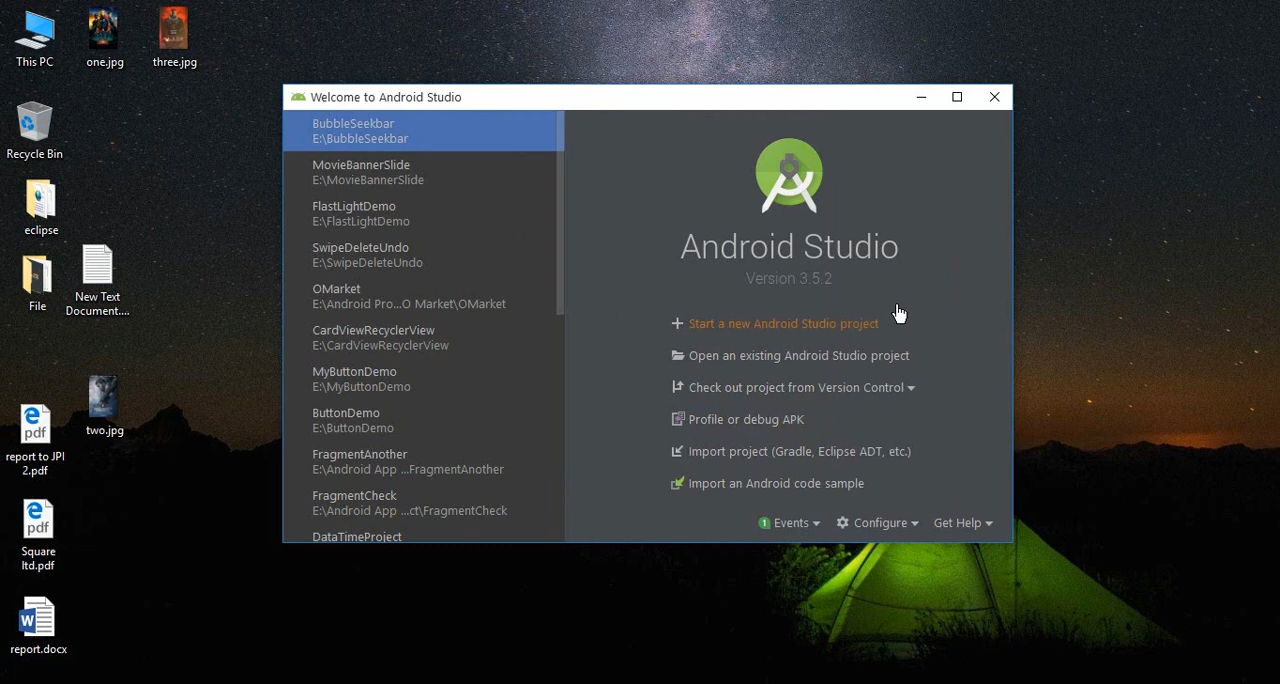 This PC
one.jpg
three.jpg
Recycle Bin
eclipse
File
New Text
Document....
two.jpg
pdf
report to JPI
2.pdf
pdf
Square
ltd.pdf
W
report.docx
Welcome to Android Studio
BubbleSeekbar
E:\BubbleSeekbar
MovieBannerSlide
E:\MovieBannerSlide
FlastLightDemo
E:\FlastLightDemo
SwipeDeleteUndo
E:\SwipeDeleteUndo
OMarket
E:\Android Pro...O Market\OMarket
CardViewRecyclerView
E:\CardViewRecyclerView
MyButtonDemo
E:\MyButtonDemo
ButtonDemo
E:\ButtonDemo
FragmentAnother
E:\Android App ...FragmentAnother
FragmentCheck
E:\Android App ...ct\FragmentCheck
DataTimeProject
Android Studio
Version 3.5.2
Start a new Android Studio project
Open an existing Android Studio project
Check out project from Version Control
Profile or debug APK
Import project (Gradle, Eclipse ADT, etc.)
Import an Android code sample
1 Events Configure Get Help